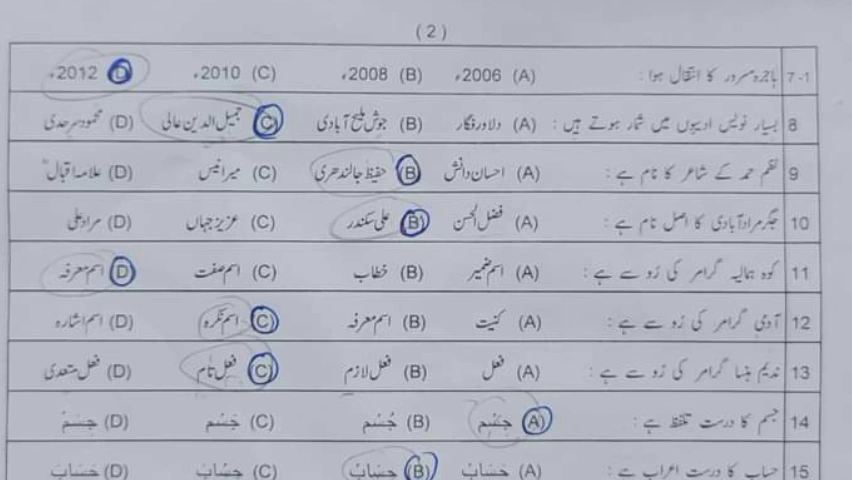 (2)
7-1 ہاجرہ مسرور کا انتقال ہوا : (A) 2006ء (B) 2008ء (C) 2010ء (D) 2012ء
8 بسیار نویس ادیبوں میں شمار ہوتے ہیں : (A) دلاور فگار (B) جوش ملیح آبادی (C) جمیل الدین عالی (D) محمود سرحدی
9 نظم حمد کے شاعر کا نام ہے : (A) احسان دانش (B) حفیظ جالندھری (C) میر انیس (D) علامہ اقبال
10 جگر مراد آبادی کا اصل نام ہے : (A) فضل الحسن (B) علی سکندر (C) عزیز جہاں (D) مراد علی
11 کوہ ہمالیہ گرامر کی رُو سے ہے : (A) اسم ضمیر (B) خطاب (C) اسم صفت (D) اسم معرفہ
12 آدمی گرامر کی رُو سے ہے : (A) کنیت (B) اسم معرفہ (C) اسم نکرہ (D) اسم اشارہ
13 ندیم ہنسا گرامر کی رُو سے ہے : (A) فعل (B) فعل لازم (C) فعل تام (D) فعل متعدی
14 جسم کا درست تلفظ ہے : (A) جِسْم (B) جُسْم (C) جَسْم (D) جِسَمْ
15 حساب کا درست اعراب ہے : (A) حَسَابْ (B) حِسَابْ (C) حِسُابْ (D) حَسَابَ